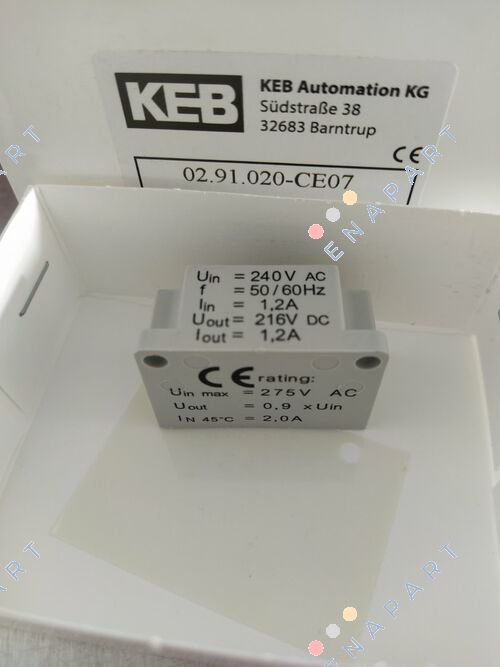 KEB
KEB Automation KG
Südstraße 38
32683 Barntrup
CE
02.91.020-CE07
Uin = 240V AC
f = 50/60Hz
Iin = 1,2A
Uout = 216V DC
Iout = 1,2A
CE rating:
Uin max = 275V AC
Uout = 0,9 x Uin
IN 45°C = 2,0A
ENAPART
ENAPART
ENAPART
ENAPART